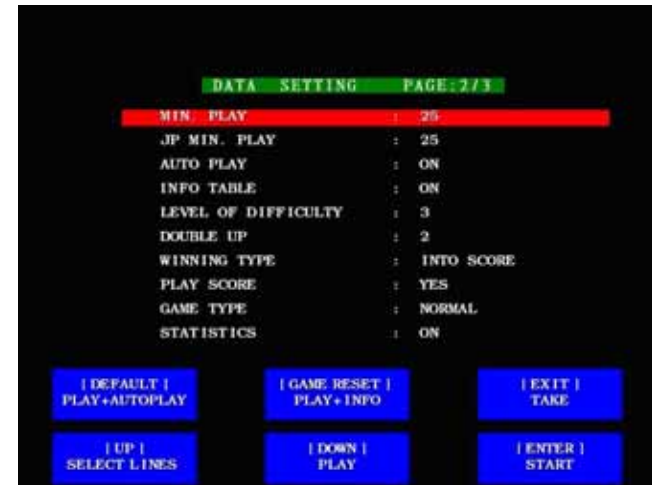 DATA SETTING PAGE:2/3
MIN. PLAY : 25
JP MIN. PLAY : 25
AUTO PLAY : ON
INFO TABLE : ON
LEVEL OF DIFFICULTY : 3
DOUBLE UP : 2
WINNING TYPE : INTO SCORE
PLAY SCORE : YES
GAME TYPE : NORMAL
STATISTICS : ON
[ DEFAULT ] [ GAME RESET ] [ EXIT ]
PLAY+AUTOPLAY PLAY+INFO TAKE
[ UP ] [ DOWN ] [ ENTER ]
SELECT LINES PLAY START